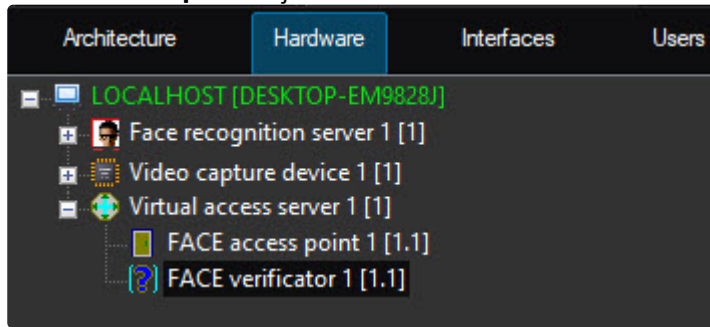 Architecture Hardware Interfaces Users
LOCALHOST [DESKTOP-EM9828J]
Face recognition server 1 [1]
Video capture device 1 [1]
Virtual access server 1 [1]
FACE access point 1 [1.1]
FACE verificator 1 [1.1]